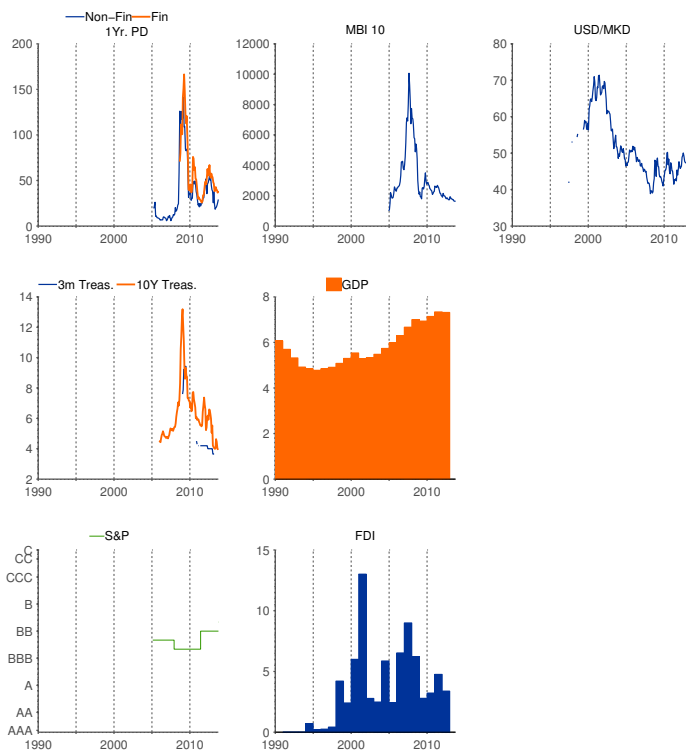 Non−Fin Fin
1Yr. PD
200
150
100
50
0
1990 2000 2010
MBI 10
12000
10000
8000
6000
4000
2000
0
1990 2000 2010
USD/MKD
80
70
60
50
40
30
1990 2000 2010
3m Treas. 10Y Treas.
14
12
10
8
6
4
2
1990 2000 2010
GDP
8
6
4
2
0
1990 2000 2010
S&P
C
CC
CCC
B
BB
BBB
A
AA
AAA
1990 2000 2010
FDI
15
10
5
0
1990 2000 2010